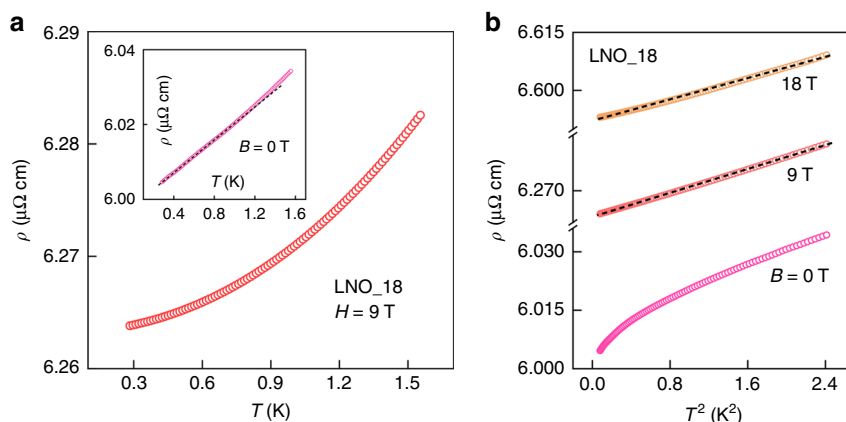 a
6.29
6.28
6.27
6.26
ρ (μΩ cm)
0.3
0.6
0.9
1.2
1.5
T (K)
LNO_18
H = 9 T
6.04
6.02
6.00
ρ (μΩ cm)
B = 0 T
T (K)
0.4
0.8
1.2
1.6
b
LNO_18
6.615
6.600
6.270
6.030
6.015
6.000
ρ (μΩ cm)
18 T
9 T
B = 0 T
0.0
0.8
1.6
2.4
T² (K²)